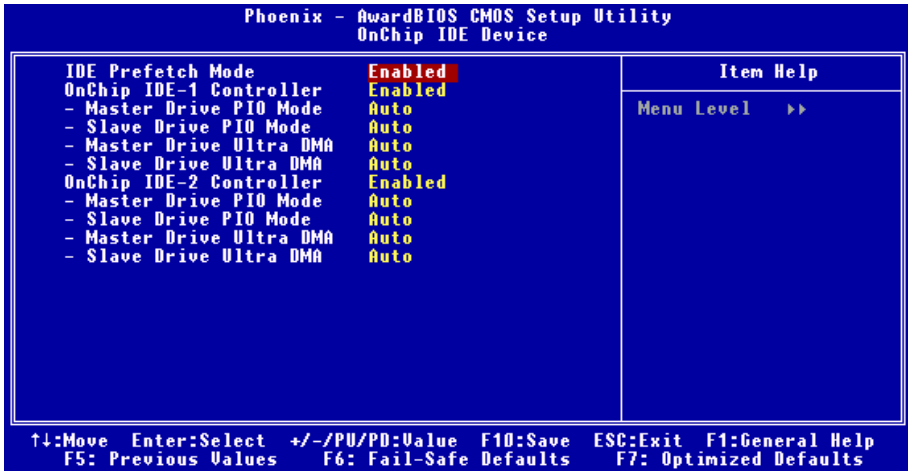 Phoenix - AwardBIOS CMOS Setup Utility
OnChip IDE Device
IDE Prefetch Mode Enabled
OnChip IDE-1 Controller Enabled
- Master Drive PIO Mode Auto
- Slave Drive PIO Mode Auto
- Master Drive Ultra DMA Auto
- Slave Drive Ultra DMA Auto
OnChip IDE-2 Controller Enabled
- Master Drive PIO Mode Auto
- Slave Drive PIO Mode Auto
- Master Drive Ultra DMA Auto
- Slave Drive Ultra DMA Auto
Item Help
Menu Level ▸▸
↑↓:Move Enter:Select +/-/PU/PD:Value F10:Save ESC:Exit F1:General Help
F5: Previous Values F6: Fail-Safe Defaults F7: Optimized Defaults